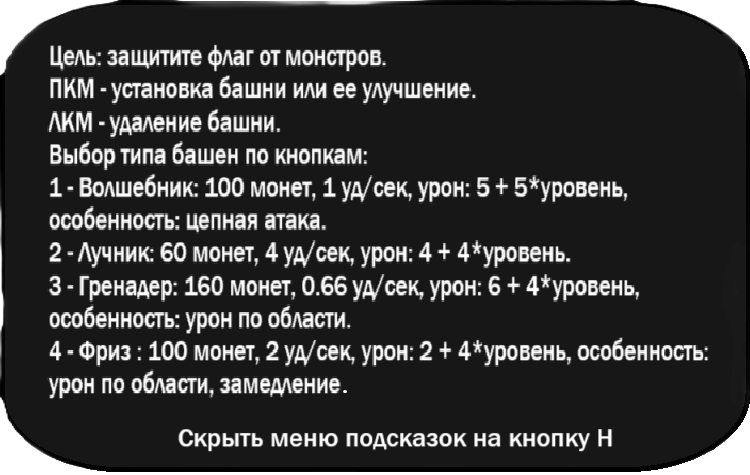 Цель: защитите флаг от монстров.
ПКМ - установка башни или ее улучшение.
ЛКМ - удаление башни.
Выбор типа башен по кнопкам:
1 - Волшебник: 100 монет, 1 уд/сек, урон: 5 + 5*уровень,
особенность: цепная атака.
2 - Лучник: 60 монет, 4 уд/сек, урон: 4 + 4*уровень.
3 - Гренадер: 160 монет, 0.66 уд/сек, урон: 6 + 4*уровень,
особенность: урон по области.
4 - Фриз : 100 монет, 2 уд/сек, урон: 2 + 4*уровень, особенность:
урон по области, замедление.
Скрыть меню подсказок на кнопку H